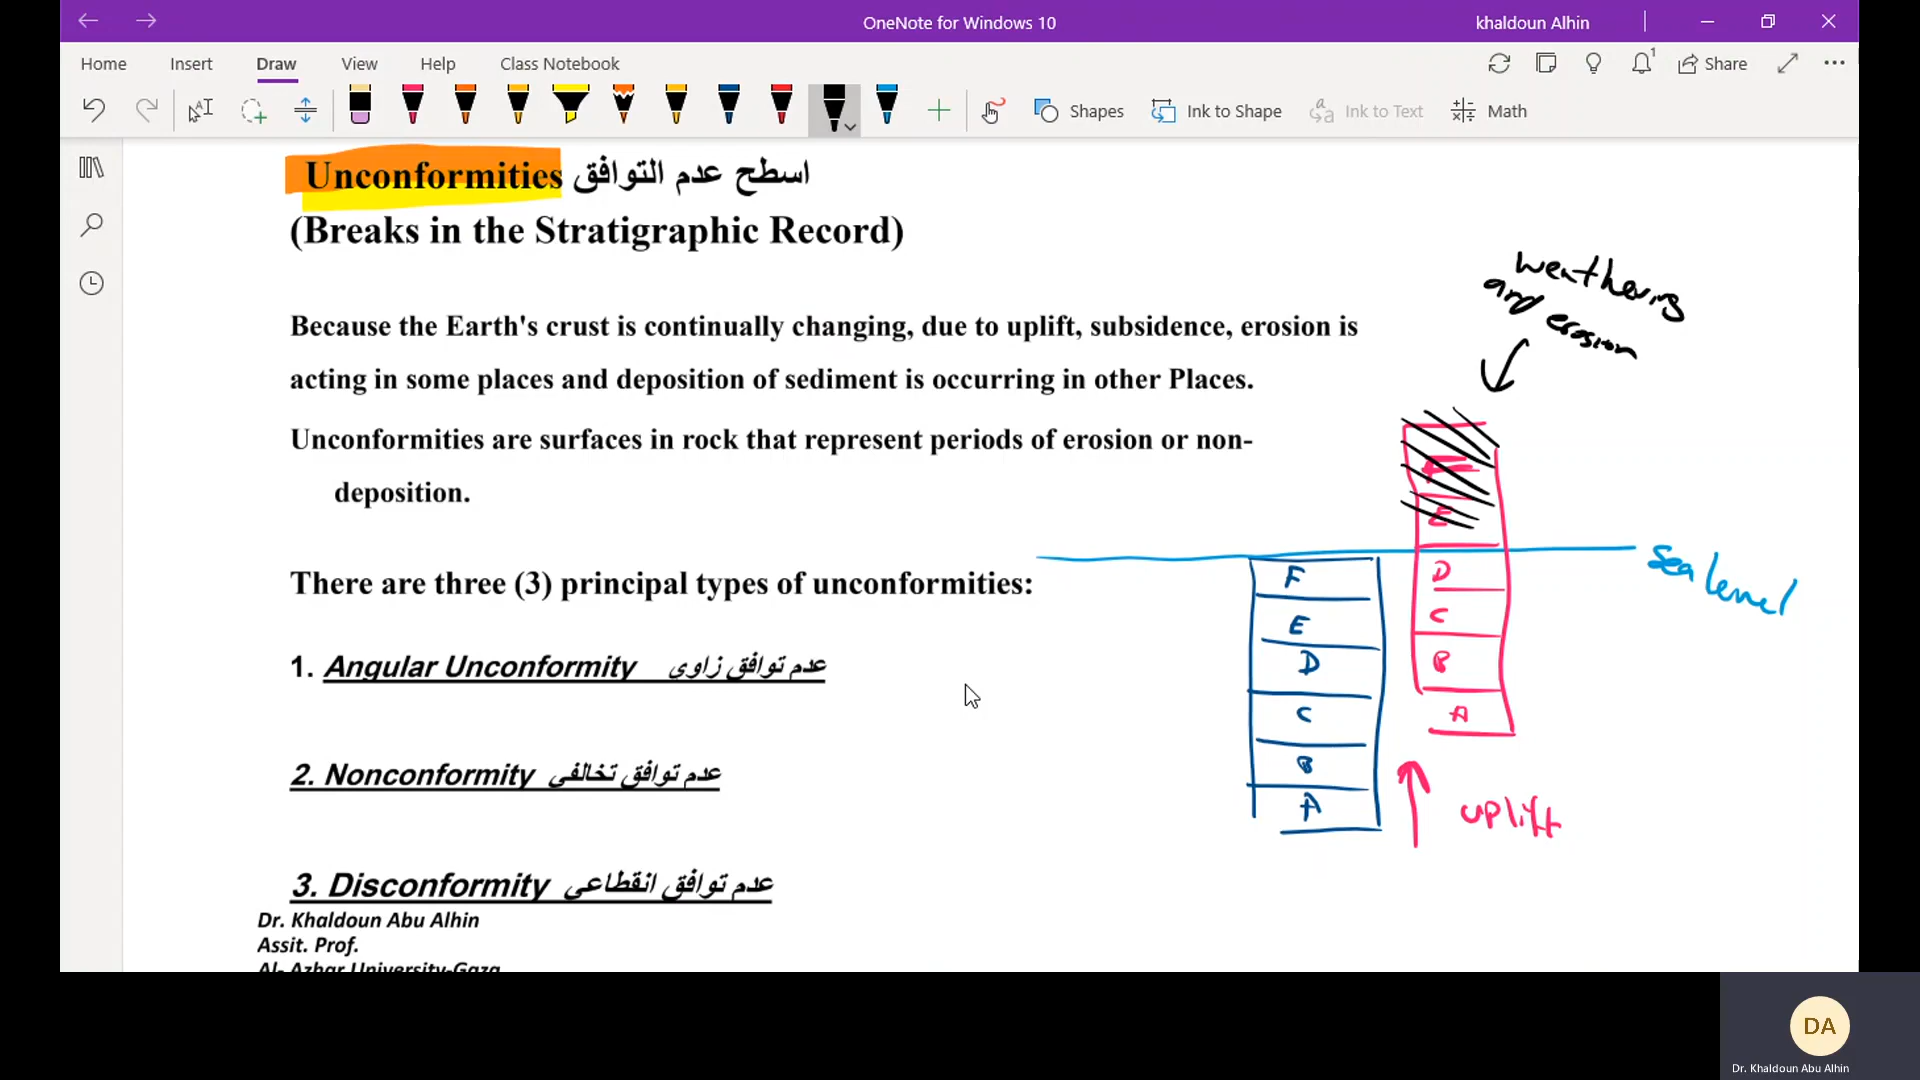 OneNote for Windows 10
khaldoun Alhin
Home Insert Draw View Help Class Notebook
1 Share
Shapes Ink to Shape Ink to Text Math
Unconformities اسطح عدم التوافق
(Breaks in the Stratigraphic Record)
Because the Earth's crust is continually changing, due to uplift, subsidence, erosion is
acting in some places and deposition of sediment is occurring in other Places.
Unconformities are surfaces in rock that represent periods of erosion or non-
deposition.
There are three (3) principal types of unconformities:
1. Angular Unconformity عدم توافق زاوى
2. Nonconformity عدم توافق تخالفى
3. Disconformity عدم توافق انقطاعى
Dr. Khaldoun Abu Alhin
Assit. Prof.
Al- Azhar University-Gaza
weathering
and erosion
F
E
D
C
B
A
F
E
D
C
B
A
sea level
uplift
DA
Dr. Khaldoun Abu Alhin